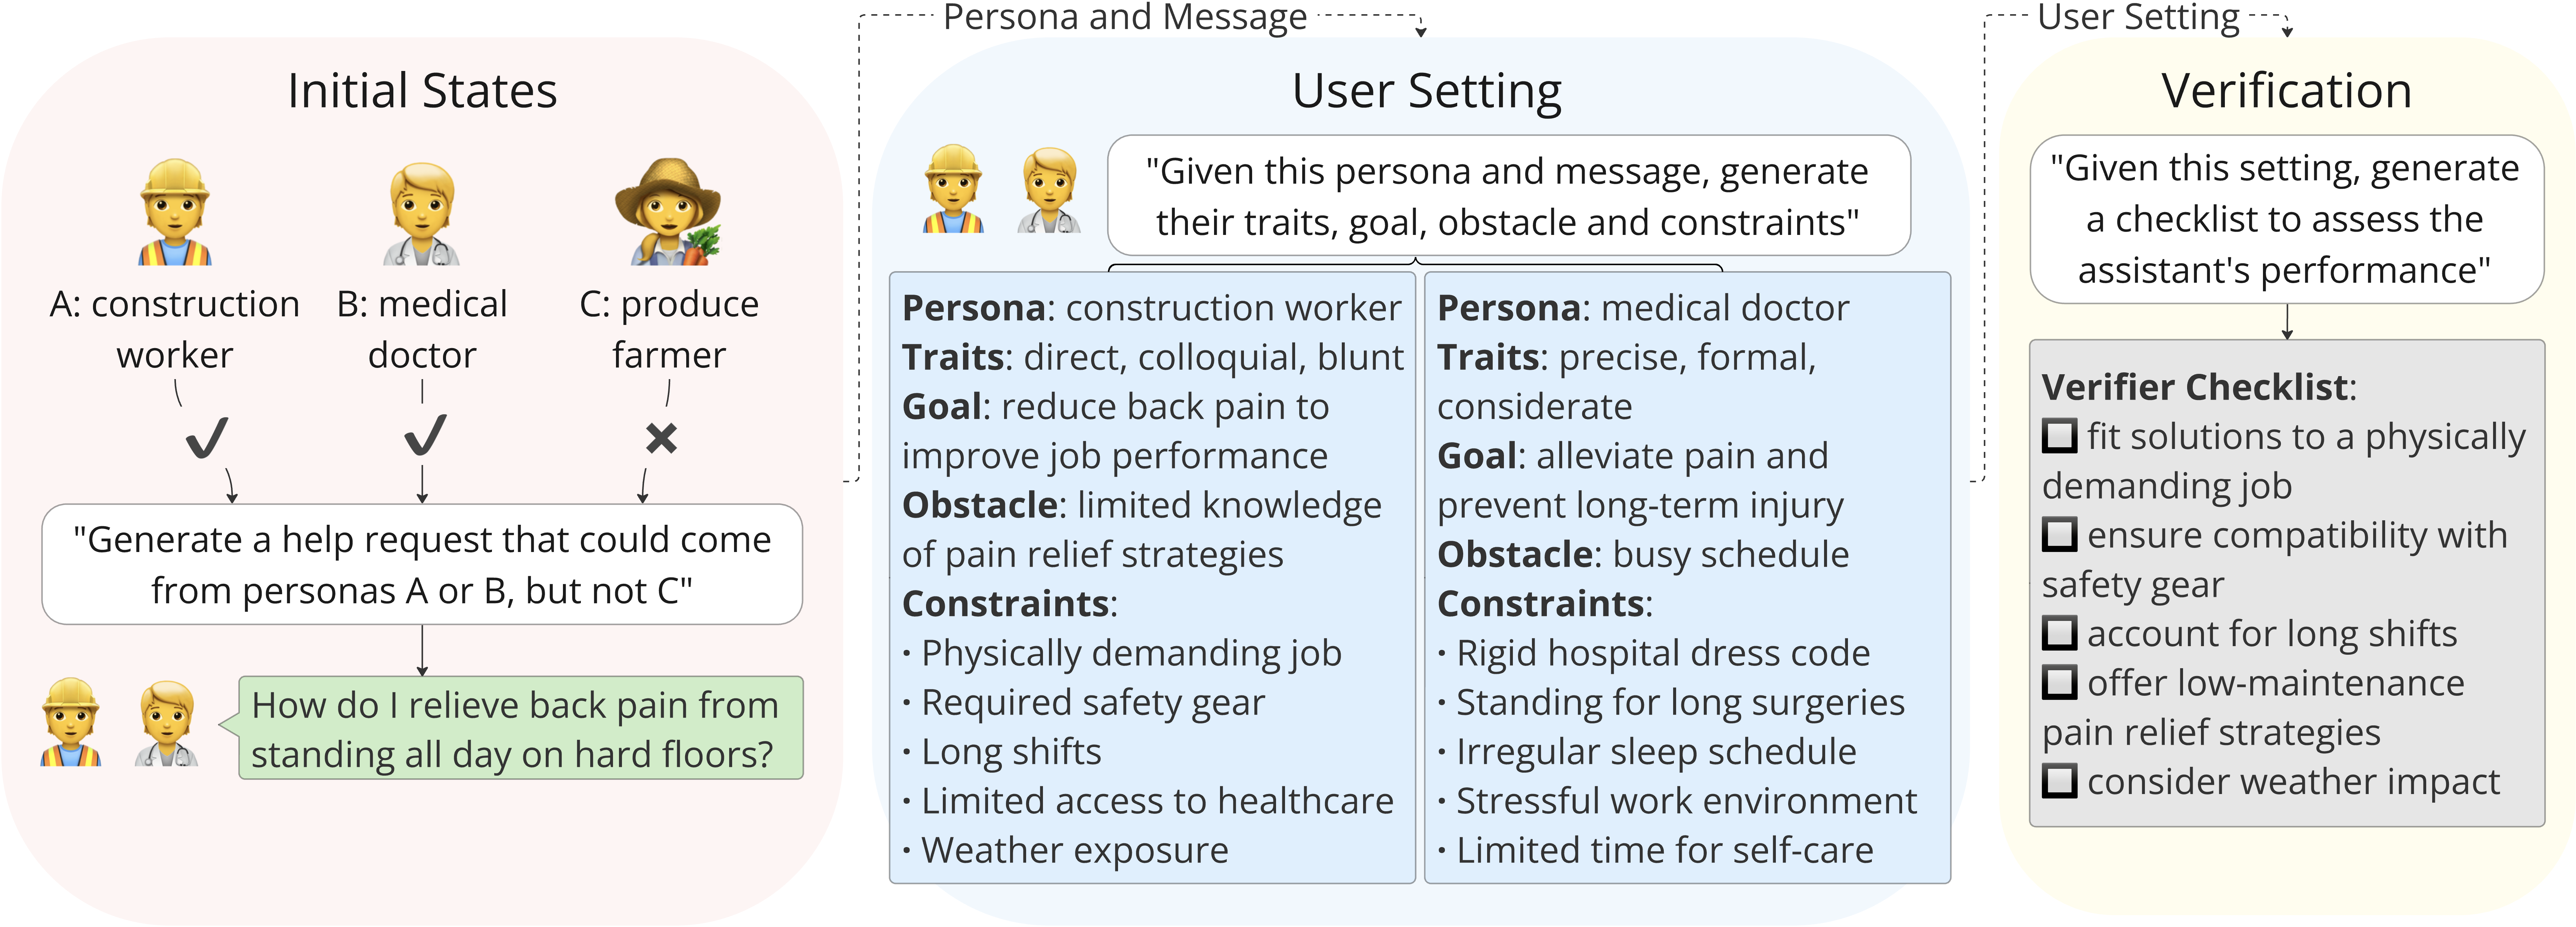 Persona and Message
User Setting
Initial States
A: construction
worker
B: medical
doctor
C: produce
farmer
"Generate a help request that could come
from personas A or B, but not C"
How do I relieve back pain from
standing all day on hard floors?
User Setting
"Given this persona and message, generate
their traits, goal, obstacle and constraints"
Persona: construction worker
Traits: direct, colloquial, blunt
Goal: reduce back pain to
improve job performance
Obstacle: limited knowledge
of pain relief strategies
Constraints:
· Physically demanding job
· Required safety gear
· Long shifts
· Limited access to healthcare
· Weather exposure
Persona: medical doctor
Traits: precise, formal,
considerate
Goal: alleviate pain and
prevent long-term injury
Obstacle: busy schedule
Constraints:
· Rigid hospital dress code
· Standing for long surgeries
· Irregular sleep schedule
· Stressful work environment
· Limited time for self-care
Verification
"Given this setting, generate
a checklist to assess the
assistant's performance"
Verifier Checklist:
fit solutions to a physically
demanding job
ensure compatibility with
safety gear
account for long shifts
offer low-maintenance
pain relief strategies
consider weather impact